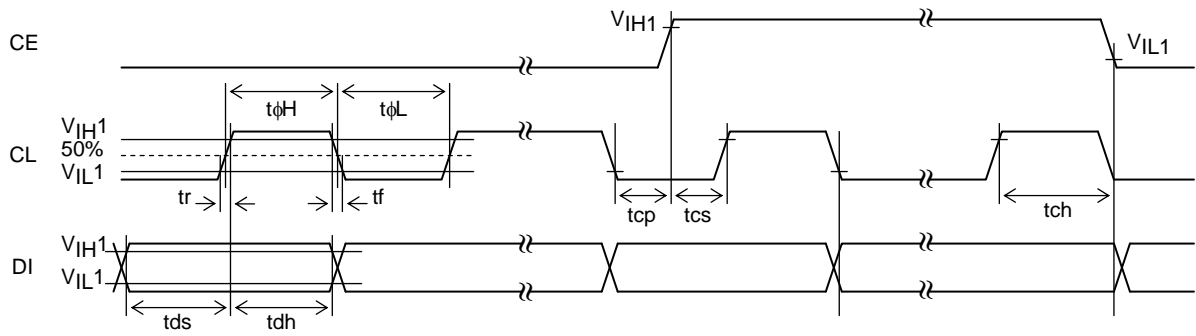 CE
VIH1
VIL1
tϕH
tϕL
VIH1
50%
CL
VIL1
tr
tf
tcp
tcs
tch
VIH1
DI
VIL1
tds
tdh